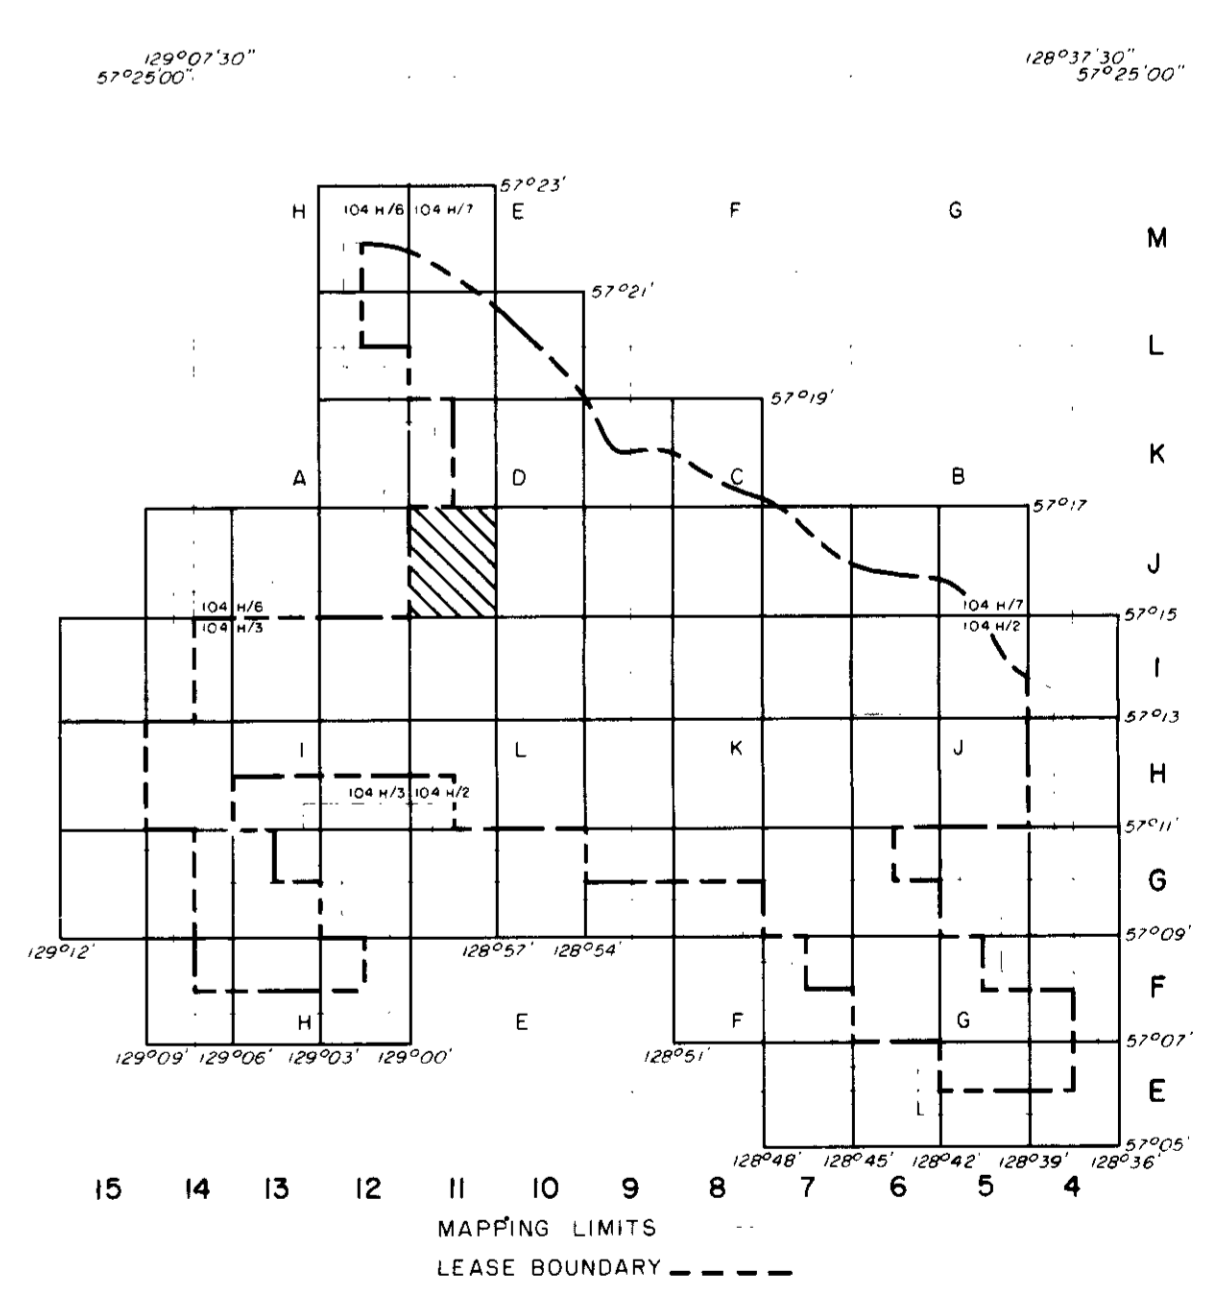 129°07'30" 128°37'30"
57°25'00" 57°25'00"
57°23'
H 104 H/6 104 H/7 E F G
M
57°21'
L
57°19'
K
A D C B
57°17
J
104 H/6 104 H/7
57°15
104 H/3 104 H/2
I
57°13
I L K J
H
104 H/3 104 H/2
57°11'
G
57°09'
129°12' 128°57' 128°54'
F
H E F G
57°07'
129°09' 129°06' 129°03' 129°00' 128°51'
E
57°05'
128°48' 128°45' 128°42' 128°39' 128°36'
15 14 13 12 11 10 9 8 7 6 5 4
MAPPING LIMITS
LEASE BOUNDARY